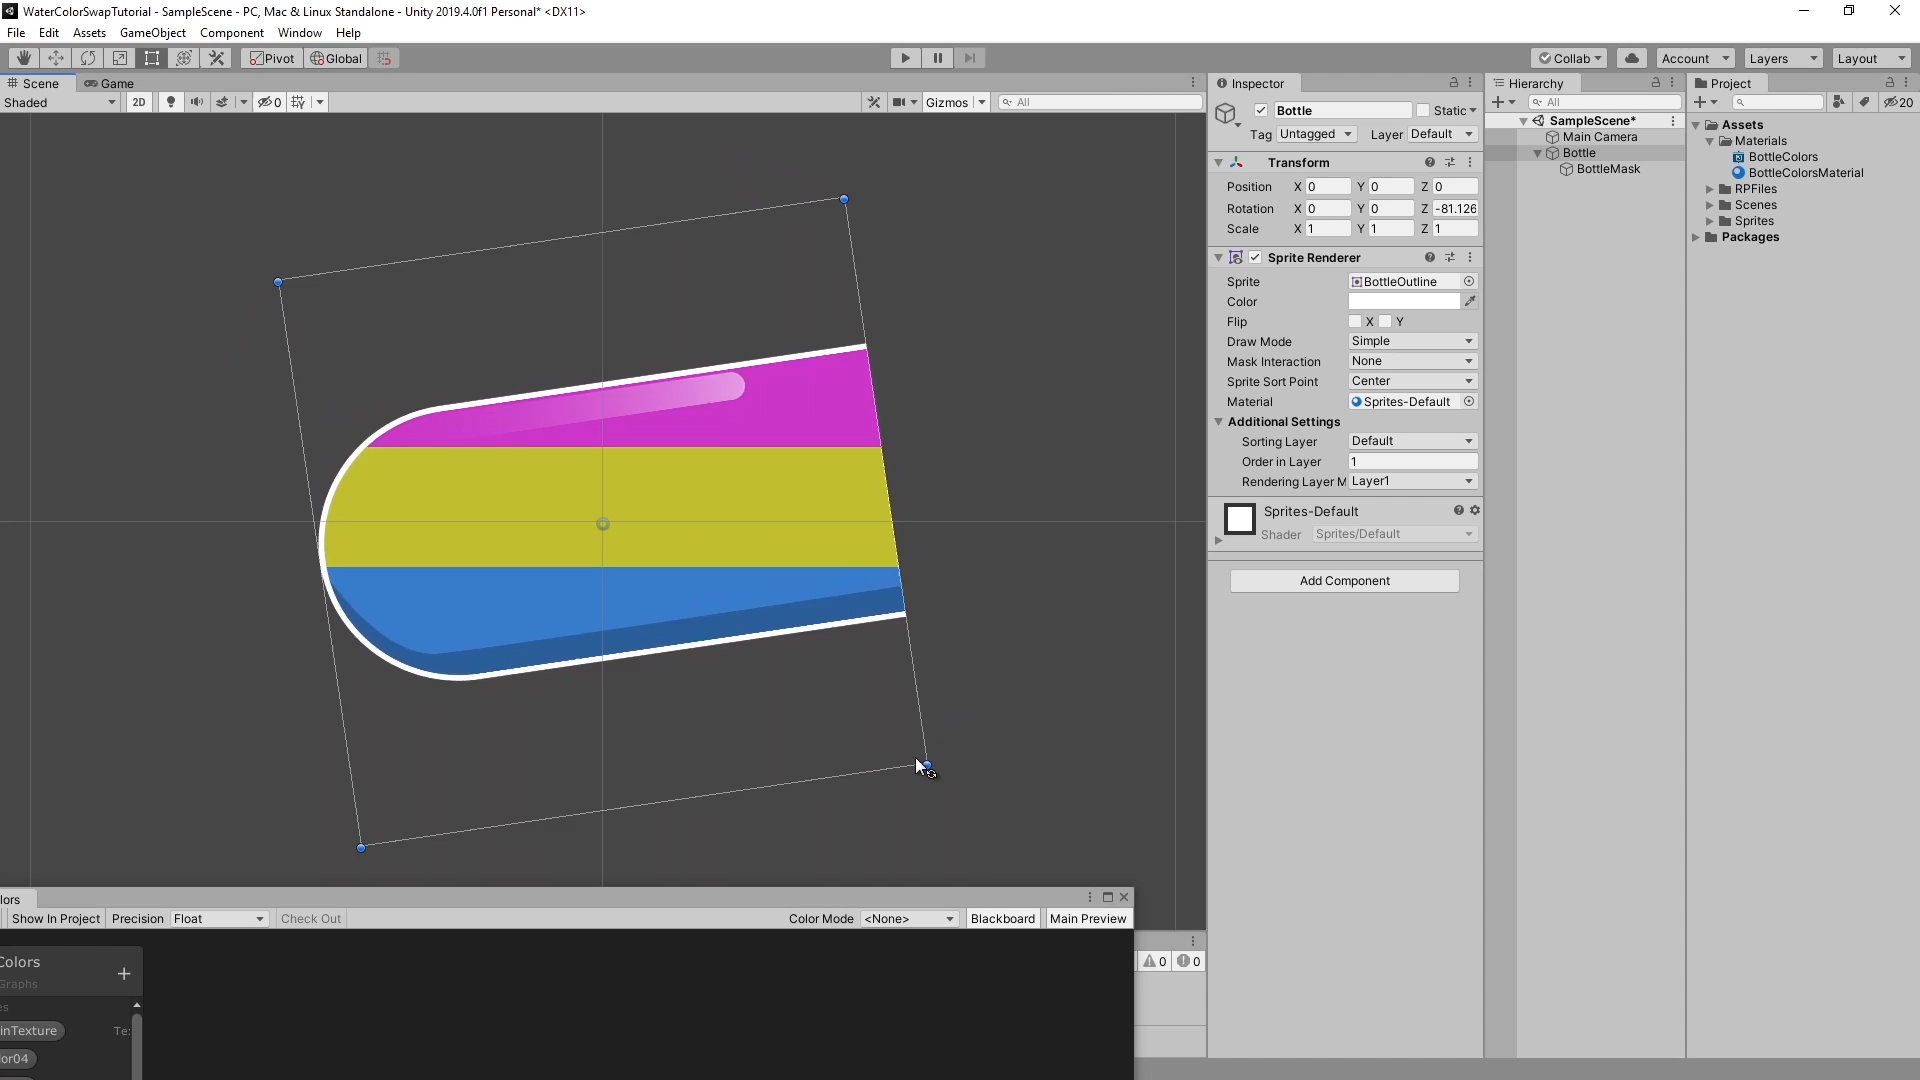 WaterColorSwapTutorial - SampleScene - PC, Mac & Linux Standalone - Unity 2019.4.0f1 Personal* <DX11>
File Edit Assets GameObject Component Window Help
Pivot Global Collab Account Layers Layout
Scene Game
Shaded 2D 0 Gizmos All
Inspector
Bottle Static
Tag Untagged Layer Default
Transform
Position X 0 Y 0 Z 0
Rotation X 0 Y 0 Z -81.126
Scale X 1 Y 1 Z 1
Sprite Renderer
Sprite BottleOutline
Color
Flip X Y
Draw Mode Simple
Mask Interaction None
Sprite Sort Point Center
Material Sprites-Default
Additional Settings
Sorting Layer Default
Order in Layer 1
Rendering Layer M Layer1
Sprites-Default
Shader Sprites/Default
Add Component
Hierarchy
All
SampleScene*
Main Camera
Bottle
BottleMask
Project
20
Assets
Materials
BottleColors
BottleColorsMaterial
RPFiles
Scenes
Sprites
Packages
lors
Show In Project Precision Float Check Out Color Mode <None> Blackboard Main Preview
Colors
Graphs
es
inTexture Te:
lor04
0 0